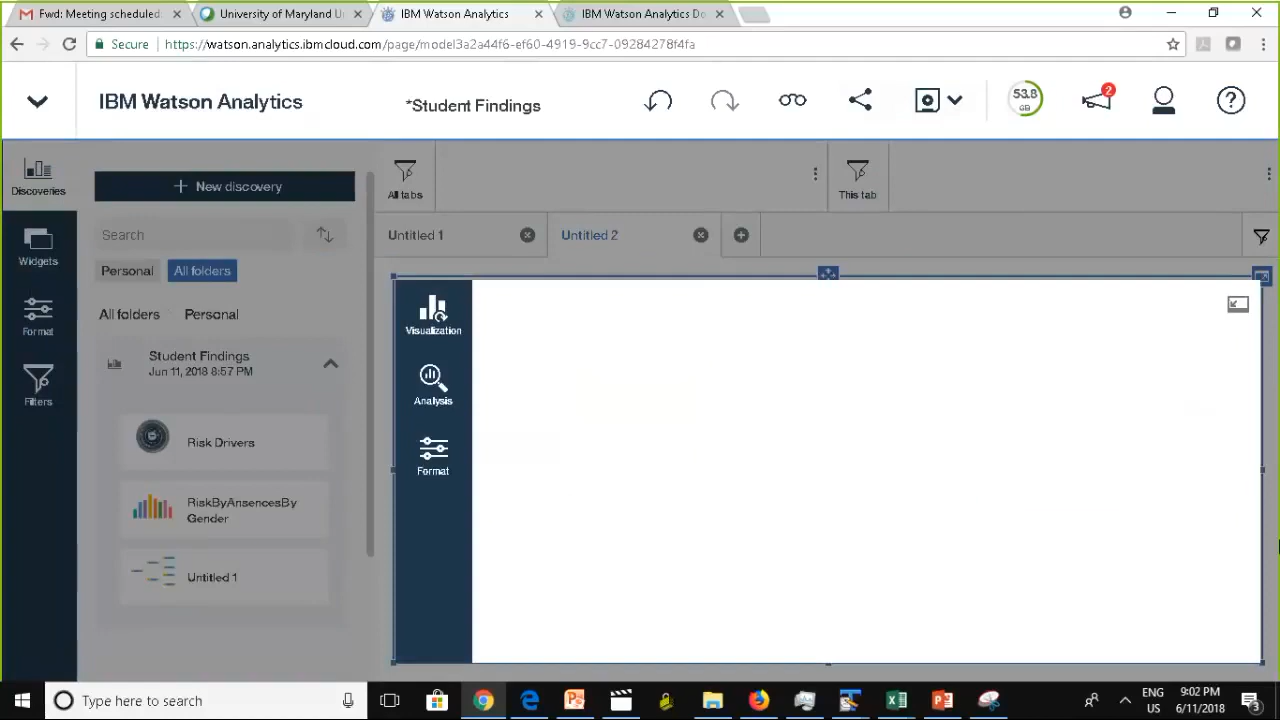 Fwd: Meeting scheduled.
University of Maryland U
IBM Watson Analytics
IBM Watson Analytics Do
Secure
https://watson.analytics.ibmcloud.com/page/model3a2a44f6-ef60-4919-9cc7-09284278f4fa
IBM Watson Analytics
*Student Findings
53.8
GB
2
Discoveries
New discovery
All tabs
This tab
Search
Untitled 1
Untitled 2
Widgets
Personal
All folders
All folders
Personal
Format
Student Findings
Jun 11, 2018 8:57 PM
Filters
Risk Drivers
RiskByAnsencesBy
Gender
Untitled 1
Visualization
Analysis
Format
Type here to search
ENG
US
9:02 PM
6/11/2018
3